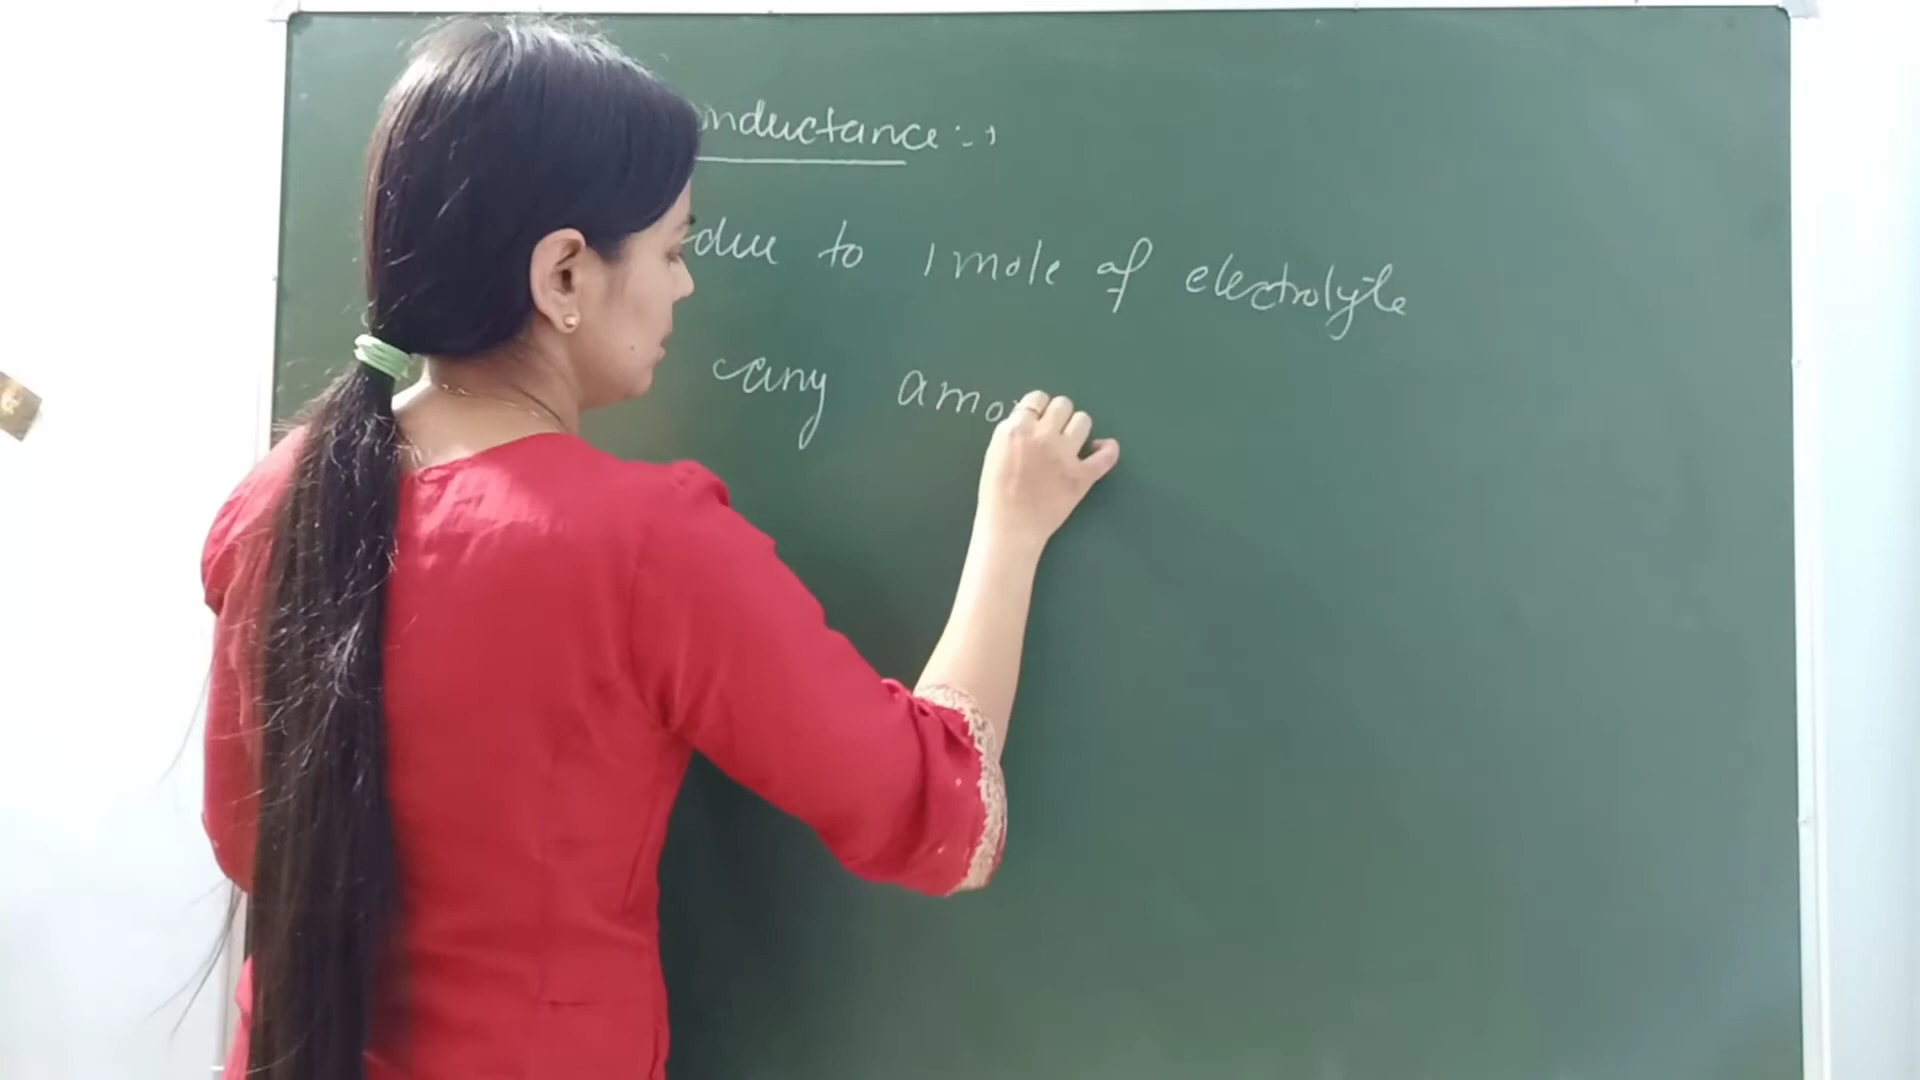 nductance :-
due to 1 mole of electrolyte
any amo